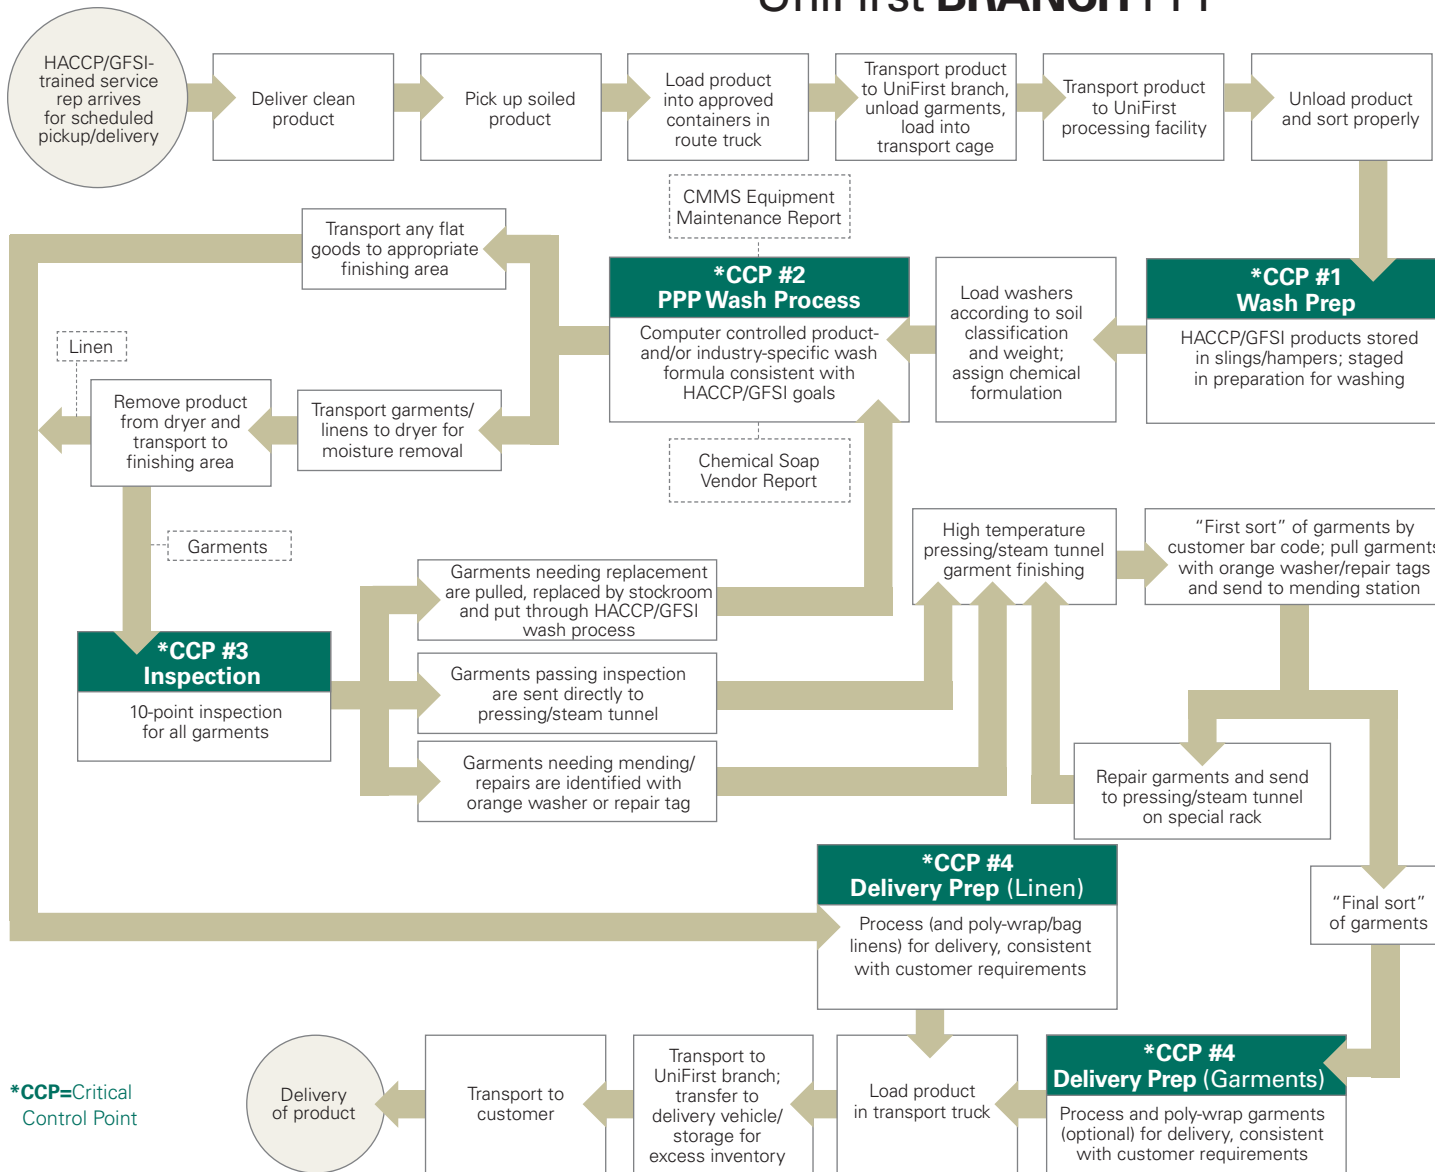 UniFirst BRANCH
HACCP/GFSI-
trained service
rep arrives
for scheduled
pickup/delivery
Deliver clean
product
Pick up soiled
product
Load product
into approved
containers in
route truck
Transport product
to UniFirst branch,
unload garments,
load into
transport cage
Transport product
to UniFirst
processing facility
Unload product
and sort properly
CMMS Equipment
Maintenance Report
Transport any flat
goods to appropriate
finishing area
*CCP #2
PPP Wash Process
Computer controlled product-
and/or industry-specific wash
formula consistent with
HACCP/GFSI goals
Load washers
according to soil
classification
and weight;
assign chemical
formulation
*CCP #1
Wash Prep
HACCP/GFSI products stored
in slings/hampers; staged
in preparation for washing
Linen
Remove product
from dryer and
transport to
finishing area
Transport garments/
linens to dryer for
moisture removal
Chemical Soap
Vendor Report
Garments
High temperature
pressing/steam tunnel
garment finishing
“First sort” of garments by
customer bar code; pull garments
with orange washer/repair tags
and send to mending station
Garments needing replacement
are pulled, replaced by stockroom
and put through HACCP/GFSI
wash process
*CCP #3
Inspection
10-point inspection
for all garments
Garments passing inspection
are sent directly to
pressing/steam tunnel
Garments needing mending/
repairs are identified with
orange washer or repair tag
Repair garments and send
to pressing/steam tunnel
on special rack
*CCP #4
Delivery Prep (Linen)
Process (and poly-wrap/bag
linens) for delivery, consistent
with customer requirements
“Final sort”
of garments
*CCP=Critical
Control Point
Delivery
of product
Transport to
customer
Transport to
UniFirst branch;
transfer to
delivery vehicle/
storage for
excess inventory
Load product
in transport truck
*CCP #4
Delivery Prep (Garments)
Process and poly-wrap garments
(optional) for delivery, consistent
with customer requirements